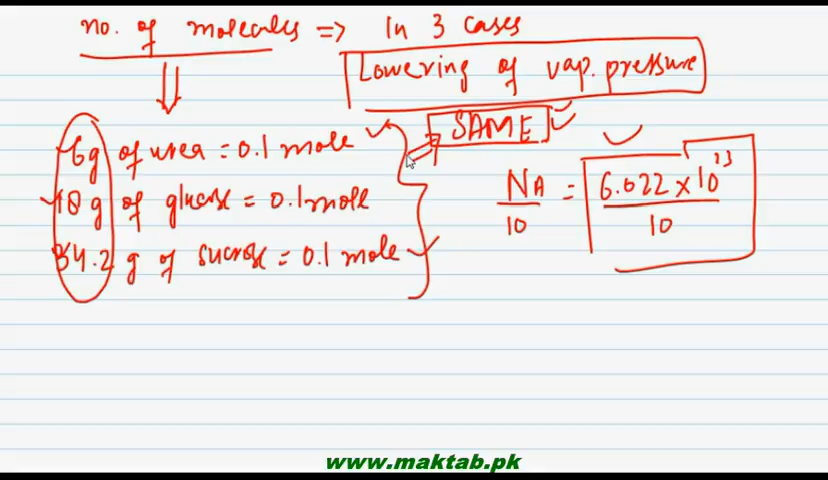 no. of molecules => in 3 cases
Lowering of vap. pressure
SAME
6g of urea = 0.1 mole
18 g of glucose = 0.1 mole
34.2 g of sucrose = 0.1 mole
NA/10 = 6.022 x 10^23/10
www.maktab.pk